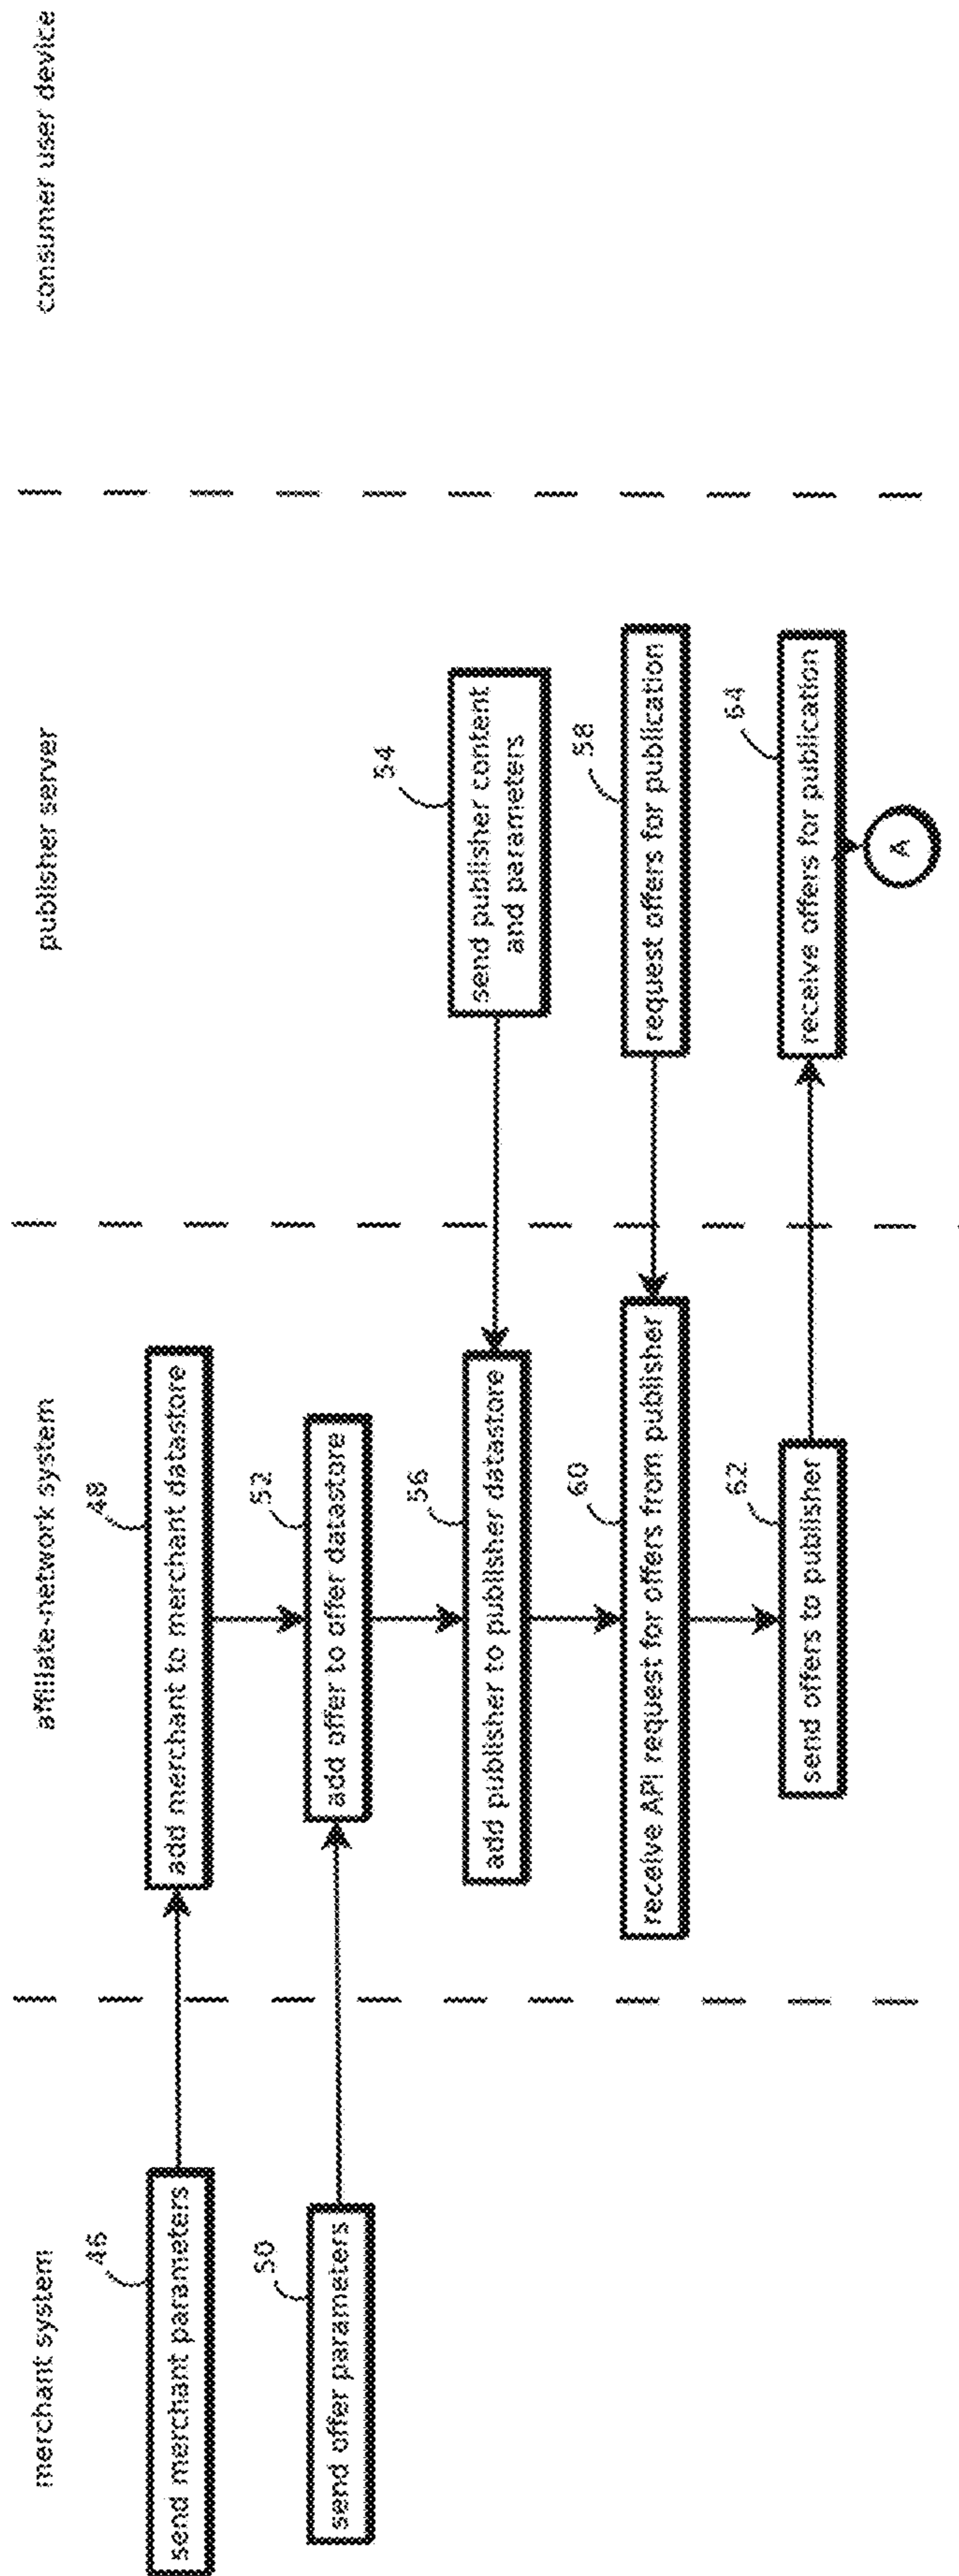 merchant system
affiliate-network system
publisher server
consumer user device
46
send merchant parameters
48
add merchant to merchant datastore
50
send offer parameters
52
add offer to offer datastore
54
send publisher content
and parameters
56
add publisher to publisher datastore
58
request offers for publication
60
receive API request for offers from publisher
62
send offers to publisher
64
receive offers for publication
A